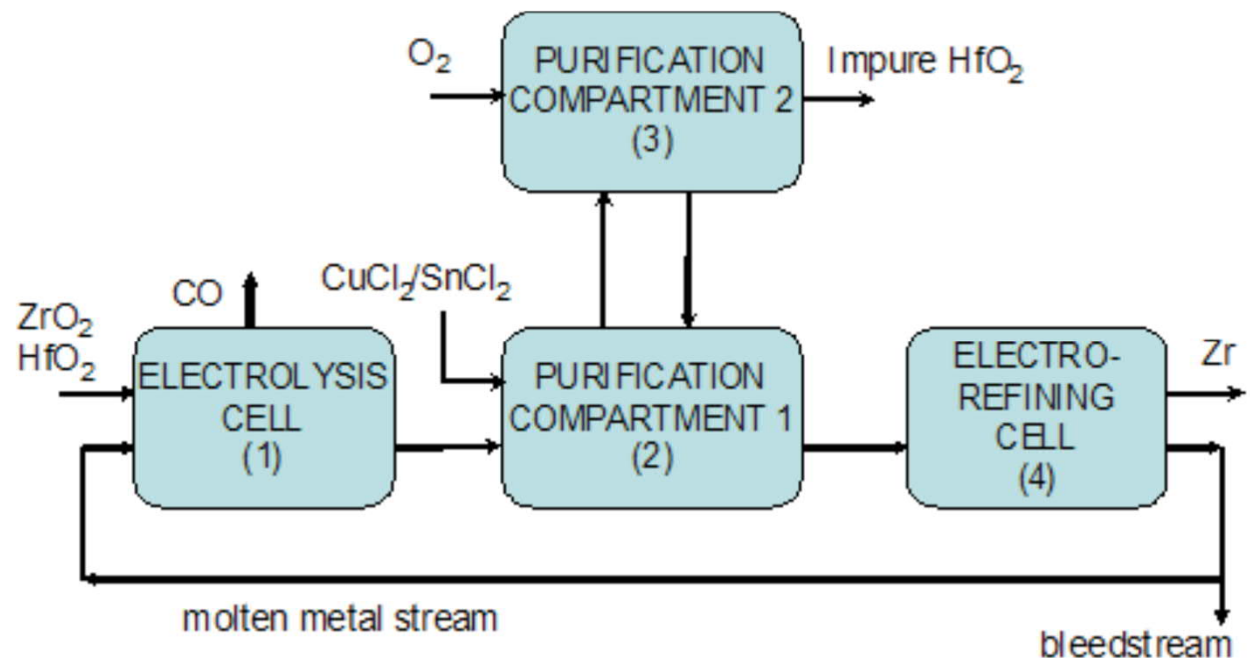 O₂
PURIFICATION
COMPARTMENT 2
(3)
Impure HfO₂
CO
CuCl₂/SnCl₂
ZrO₂
HfO₂
ELECTROLYSIS
CELL
(1)
PURIFICATION
COMPARTMENT 1
(2)
ELECTRO-
REFINING
CELL
(4)
Zr
molten metal stream
bleedstream